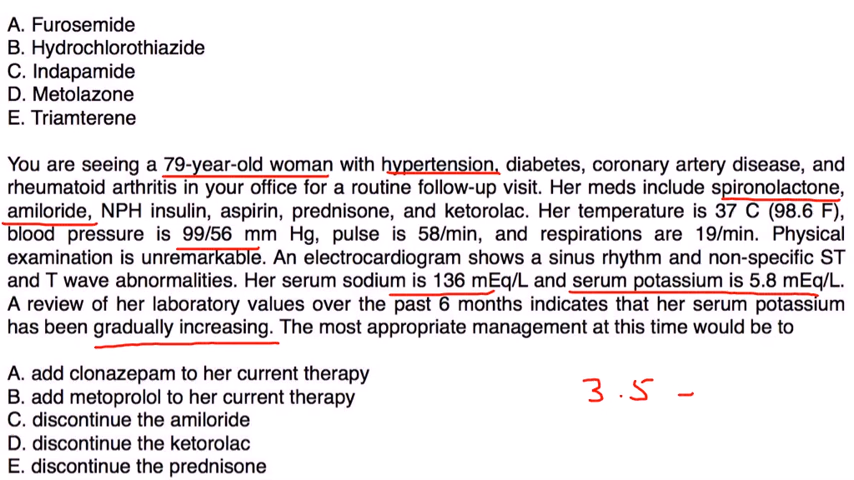 A. Furosemide
B. Hydrochlorothiazide
C. Indapamide
D. Metolazone
E. Triamterene
You are seeing a 79-year-old woman with hypertension, diabetes, coronary artery disease, and
rheumatoid arthritis in your office for a routine follow-up visit. Her meds include spironolactone,
amiloride, NPH insulin, aspirin, prednisone, and ketorolac. Her temperature is 37 C (98.6 F),
blood pressure is 99/56 mm Hg, pulse is 58/min, and respirations are 19/min. Physical
examination is unremarkable. An electrocardiogram shows a sinus rhythm and non-specific ST
and T wave abnormalities. Her serum sodium is 136 mEq/L and serum potassium is 5.8 mEq/L.
A review of her laboratory values over the past 6 months indicates that her serum potassium
has been gradually increasing. The most appropriate management at this time would be to
A. add clonazepam to her current therapy
B. add metoprolol to her current therapy
C. discontinue the amiloride
D. discontinue the ketorolac
E. discontinue the prednisone
3.5 -